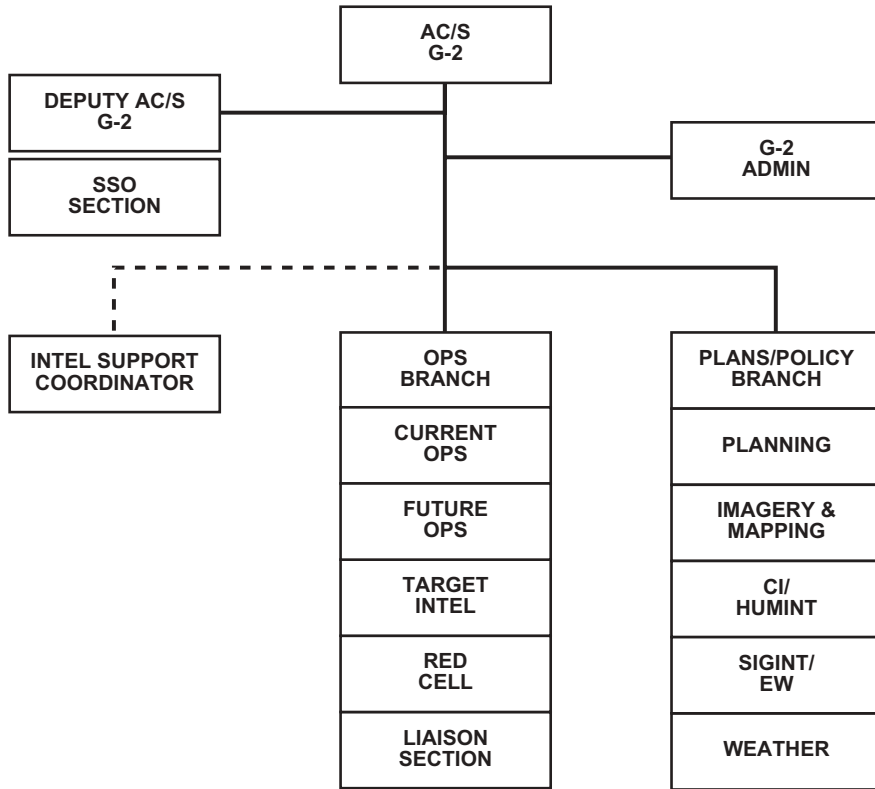 AC/S
G-2
DEPUTY AC/S
G-2
SSO
SECTION
G-2
ADMIN
INTEL SUPPORT
COORDINATOR
OPS
BRANCH
CURRENT
OPS
FUTURE
OPS
TARGET
INTEL
RED
CELL
LIAISON
SECTION
PLANS/POLICY
BRANCH
PLANNING
IMAGERY &
MAPPING
CI/
HUMINT
SIGINT/
EW
WEATHER